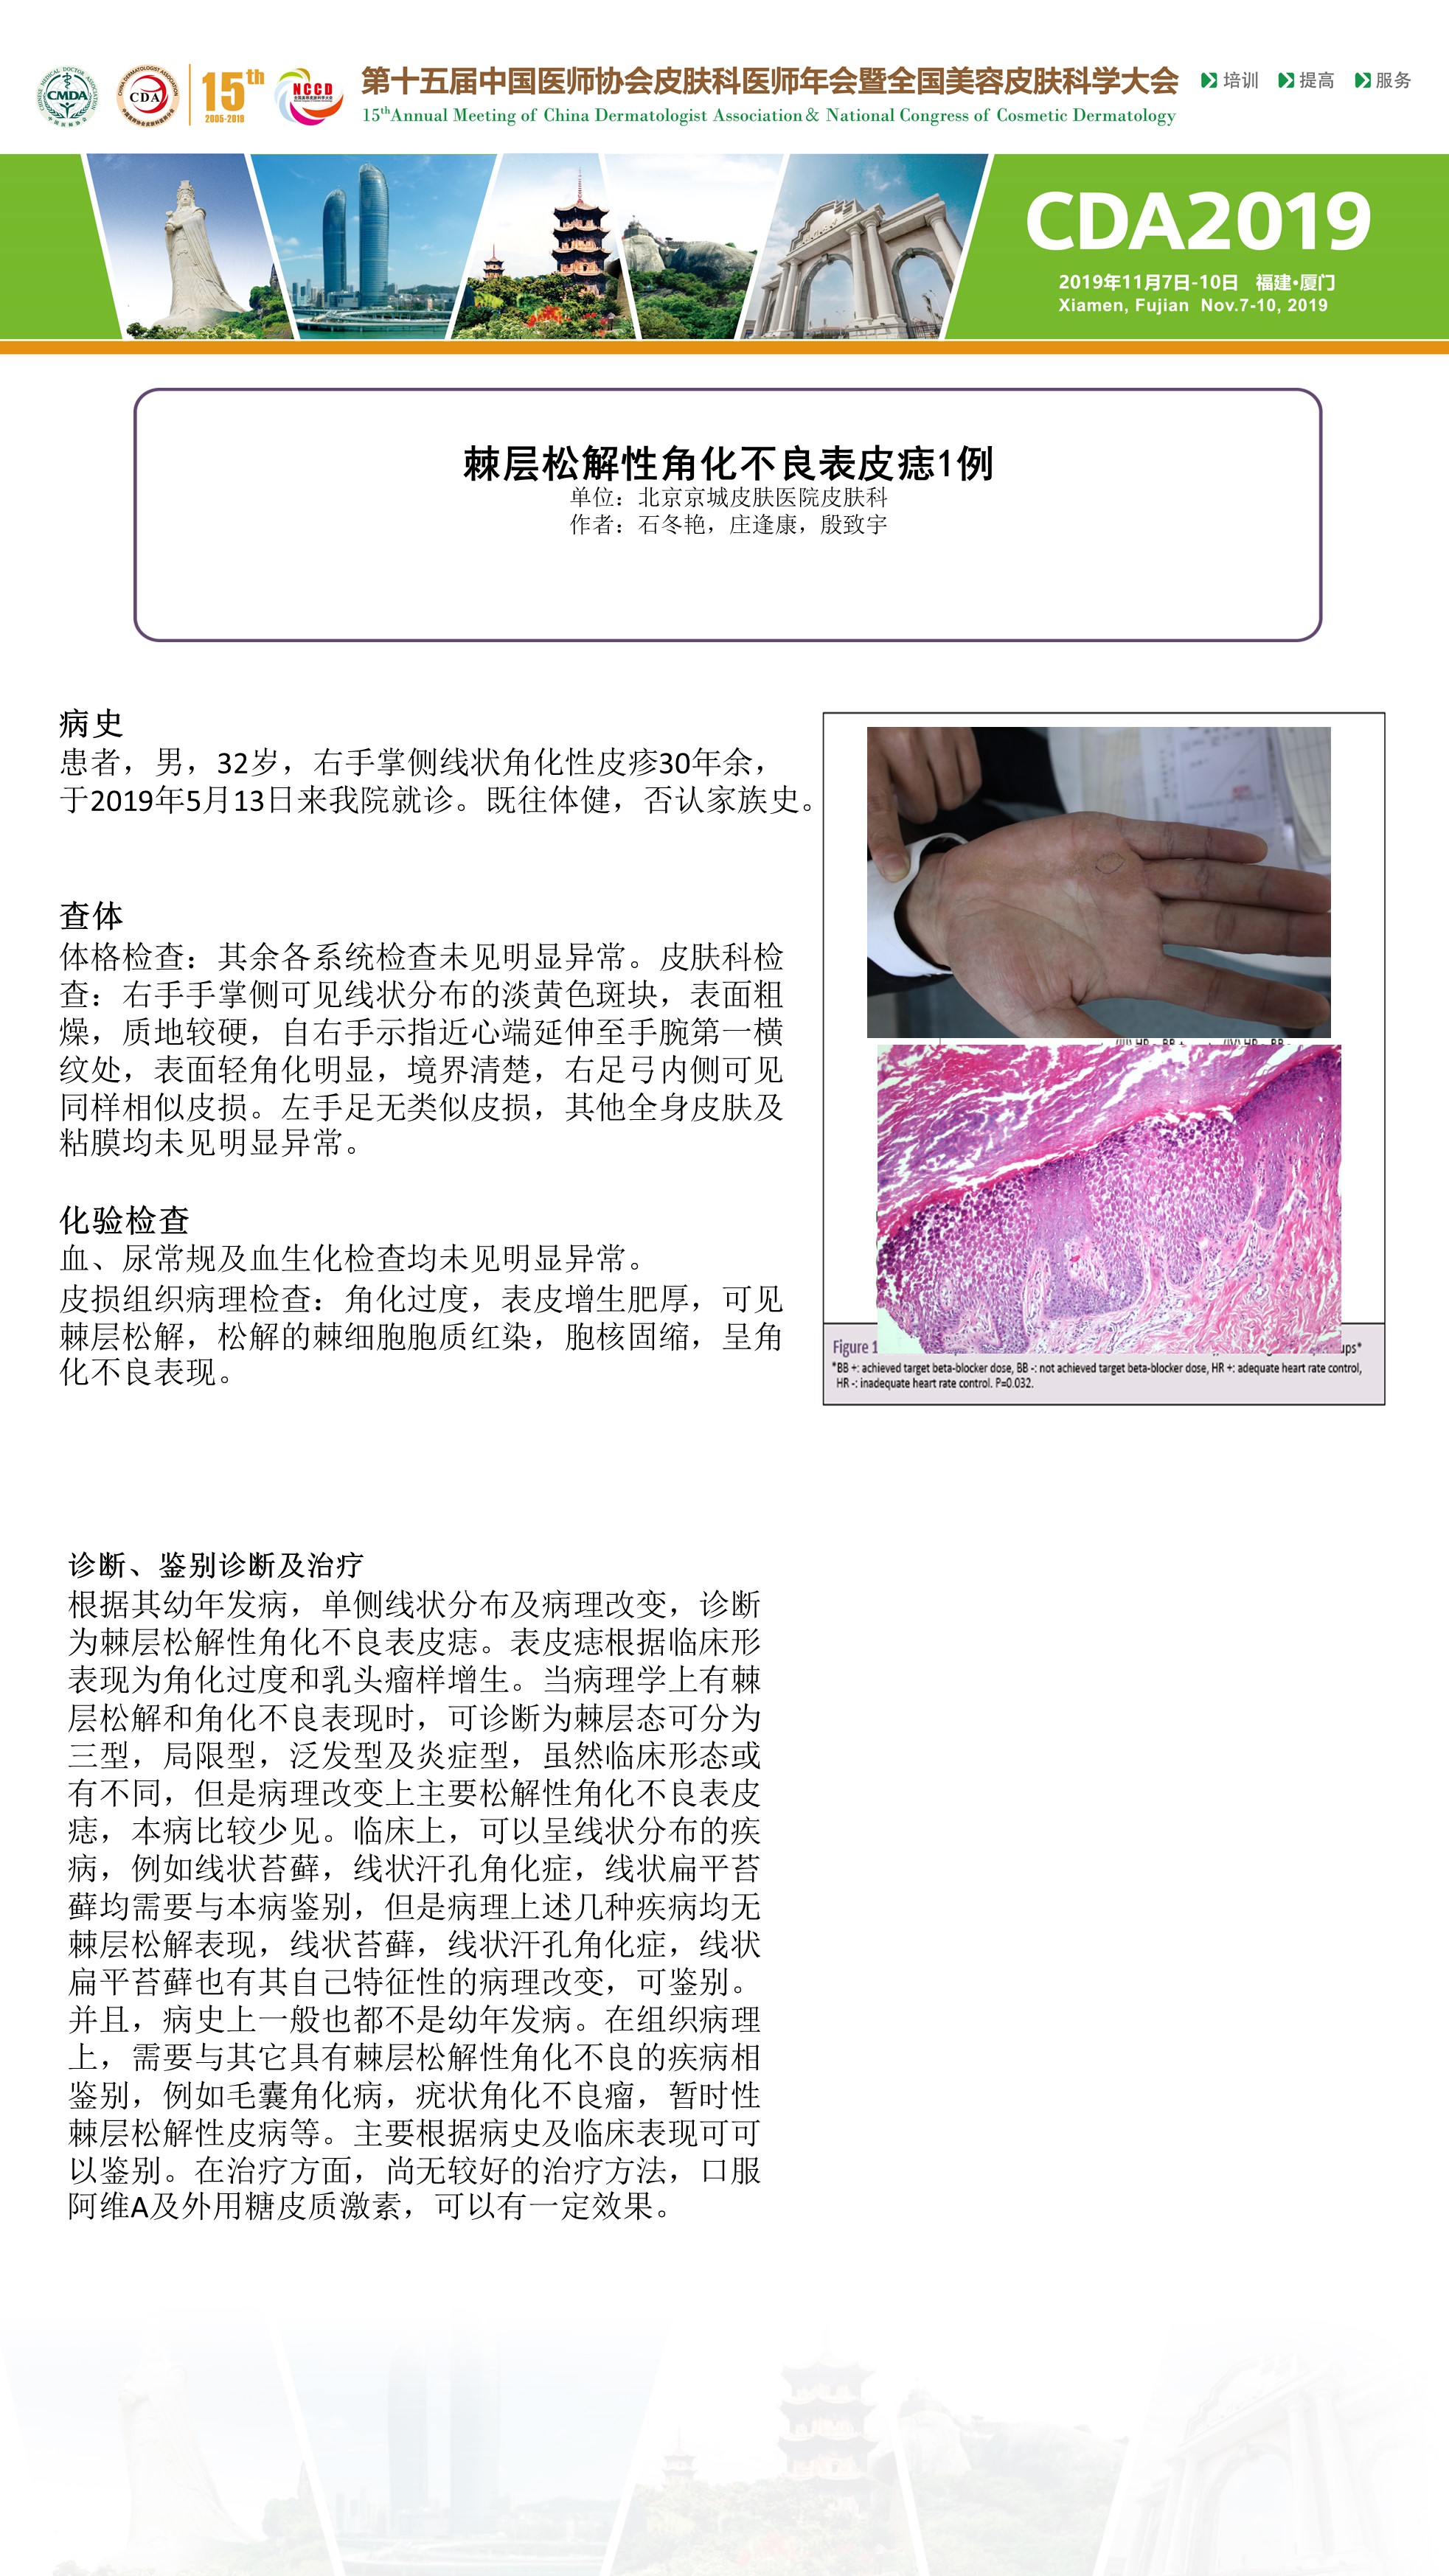 CMDA
CDA
15th
2005-2019
NCCD
第十五届中国医师协会皮肤科医师年会暨全国美容皮肤科学大会
15thAnnual Meeting of China Dermatologist Association& National Congress of Cosmetic Dermatology
培训 提高 服务
CDA2019
2019年11月7日-10日 福建·厦门
Xiamen, Fujian Nov.7-10, 2019
棘层松解性角化不良表皮痣1例
单位：北京京城皮肤医院皮肤科
作者：石冬艳，庄逢康，殷致宇
病史
患者，男，32岁，右手掌侧线状角化性皮疹30年余，
于2019年5月13日来我院就诊。既往体健，否认家族史。
查体
体格检查：其余各系统检查未见明显异常。皮肤科检
查：右手手掌侧可见线状分布的淡黄色斑块，表面粗
燥，质地较硬，自右手示指近心端延伸至手腕第一横
纹处，表面轻角化明显，境界清楚，右足弓内侧可见
同样相似皮损。左手足无类似皮损，其他全身皮肤及
粘膜均未见明显异常。
化验检查
血、尿常规及血生化检查均未见明显异常。
皮损组织病理检查：角化过度，表皮增生肥厚，可见
棘层松解，松解的棘细胞胞质红染，胞核固缩，呈角
化不良表现。
Figure 1 ups*
*BB +: achieved target beta-blocker dose, BB -: not achieved target beta-blocker dose, HR +: adequate heart rate control,
HR -: inadequate heart rate control. P=0.032.
诊断、鉴别诊断及治疗
根据其幼年发病，单侧线状分布及病理改变，诊断
为棘层松解性角化不良表皮痣。表皮痣根据临床形
表现为角化过度和乳头瘤样增生。当病理学上有棘
层松解和角化不良表现时，可诊断为棘层态可分为
三型，局限型，泛发型及炎症型，虽然临床形态或
有不同，但是病理改变上主要松解性角化不良表皮
痣，本病比较少见。临床上，可以呈线状分布的疾
病，例如线状苔藓，线状汗孔角化症，线状扁平苔
藓均需要与本病鉴别，但是病理上述几种疾病均无
棘层松解表现，线状苔藓，线状汗孔角化症，线状
扁平苔藓也有其自己特征性的病理改变，可鉴别。
并且，病史上一般也都不是幼年发病。在组织病理
上，需要与其它具有棘层松解性角化不良的疾病相
鉴别，例如毛囊角化病，疣状角化不良瘤，暂时性
棘层松解性皮病等。主要根据病史及临床表现可可
以鉴别。在治疗方面，尚无较好的治疗方法，口服
阿维A及外用糖皮质激素，可以有一定效果。